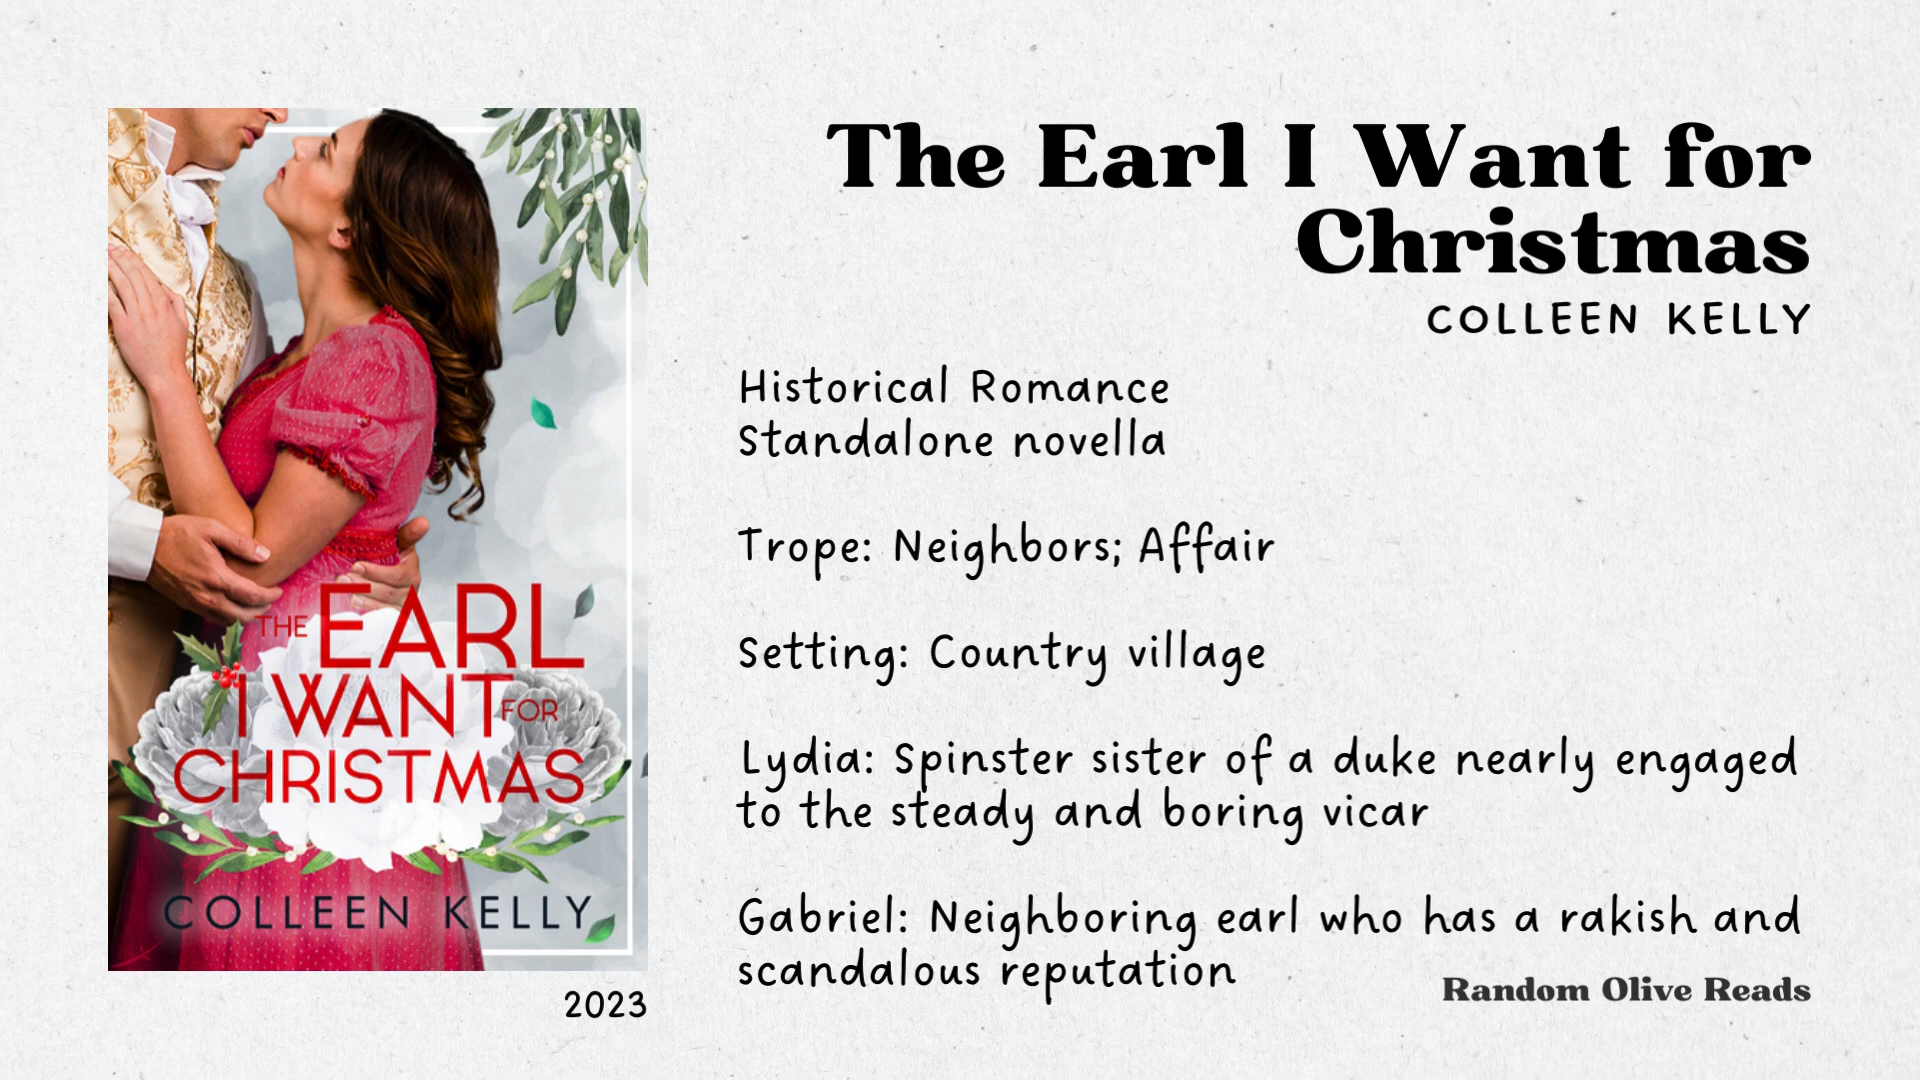 THE EARL
I WANT FOR
CHRISTMAS
COLLEEN KELLY
2023
The Earl I Want for
Christmas
COLLEEN KELLY
Historical Romance
Standalone novella
Trope: Neighbors; Affair
Setting: Country village
Lydia: Spinster sister of a duke nearly engaged
to the steady and boring vicar
Gabriel: Neighboring earl who has a rakish and
scandalous reputation
Random Olive Reads